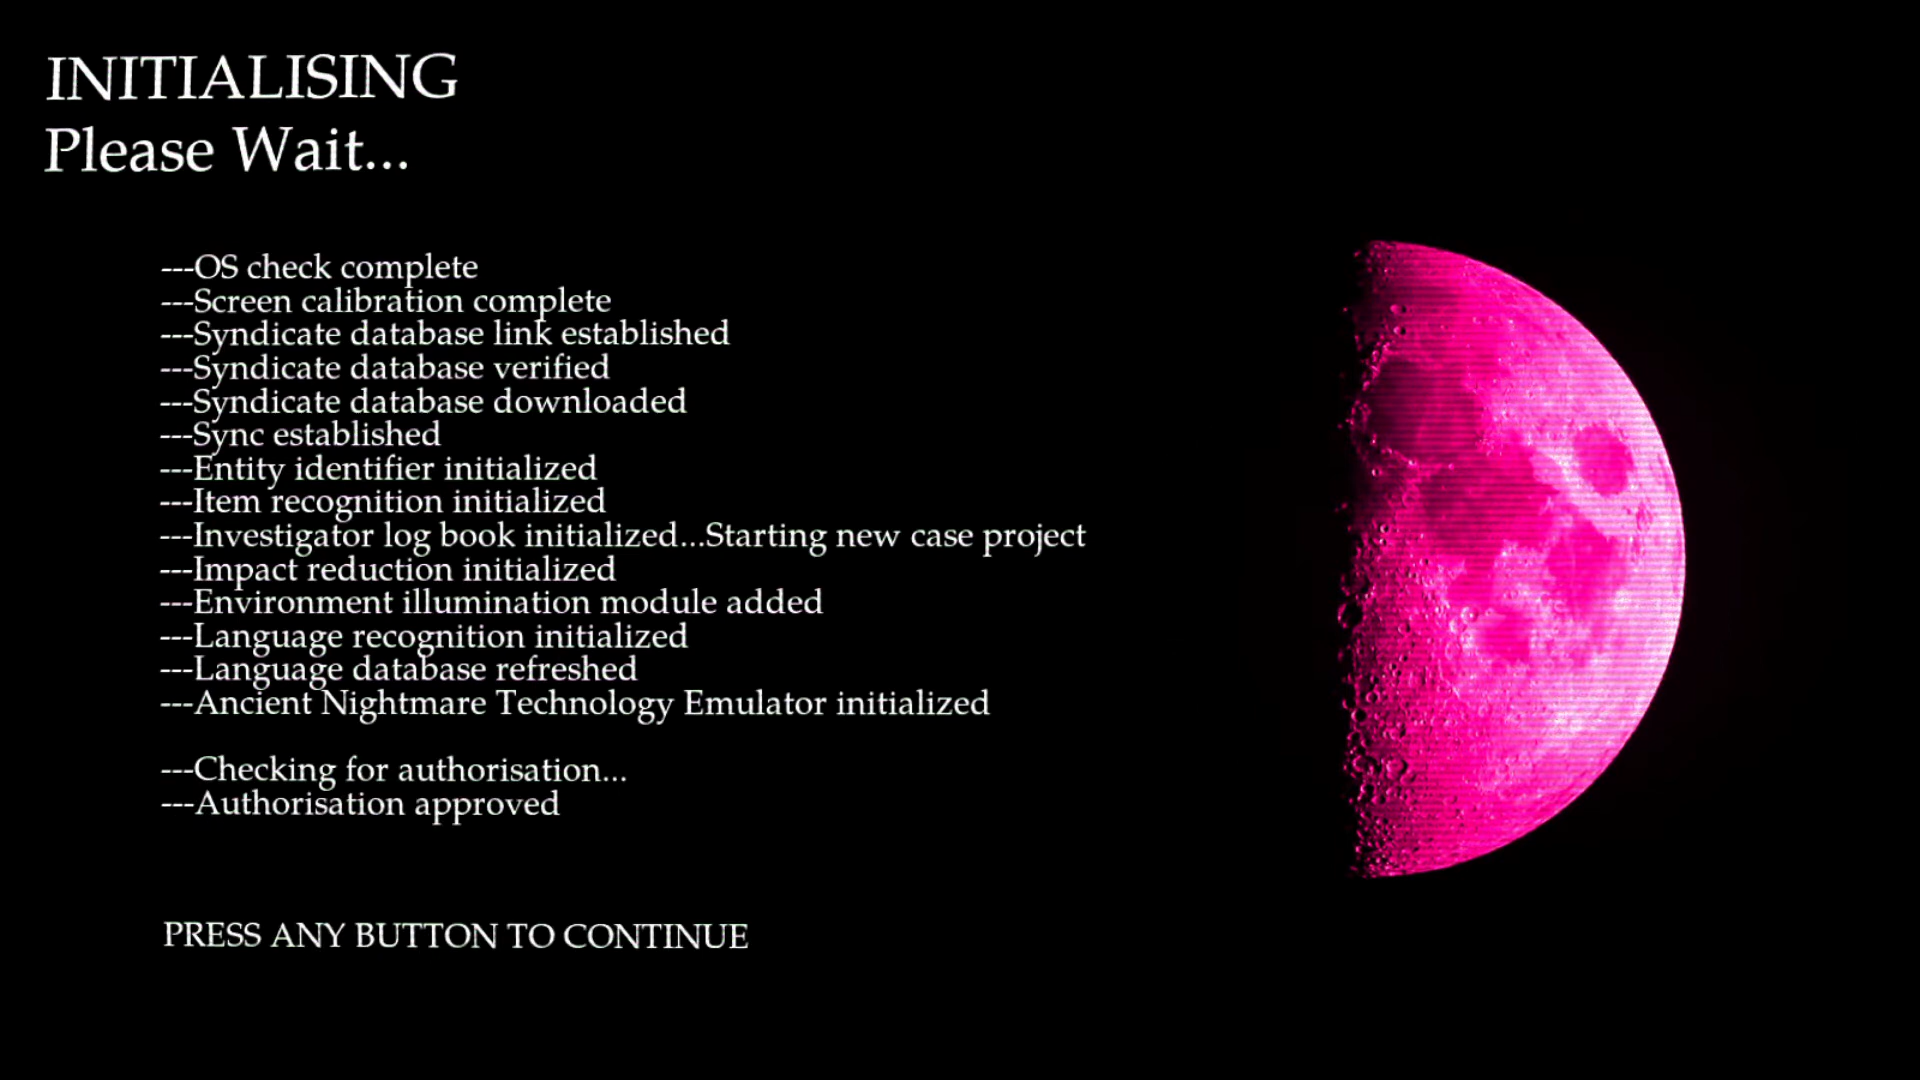 INITIALISING
Please Wait...
---OS check complete
---Screen calibration complete
---Syndicate database link established
---Syndicate database verified
---Syndicate database downloaded
---Sync established
---Entity identifier initialized
---Item recognition initialized
---Investigator log book initialized...Starting new case project
---Impact reduction initialized
---Environment illumination module added
---Language recognition initialized
---Language database refreshed
---Ancient Nightmare Technology Emulator initialized
---Checking for authorisation...
---Authorisation approved
PRESS ANY BUTTON TO CONTINUE